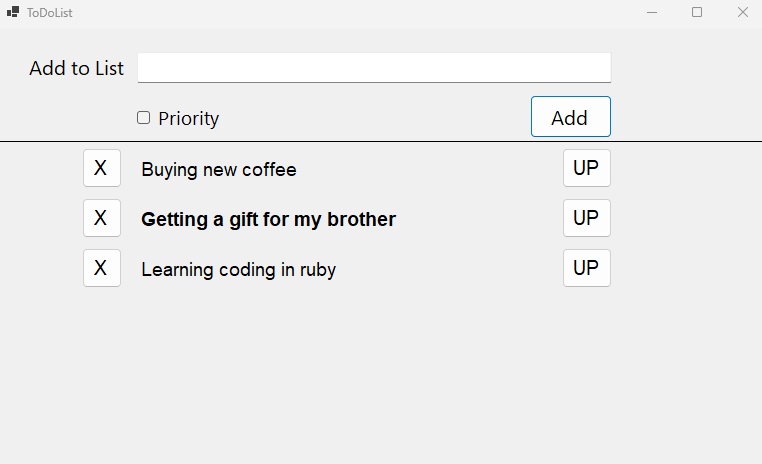 ToDoList
Add to List
Priority Add
X Buying new coffee UP
X Getting a gift for my brother UP
X Learning coding in ruby UP